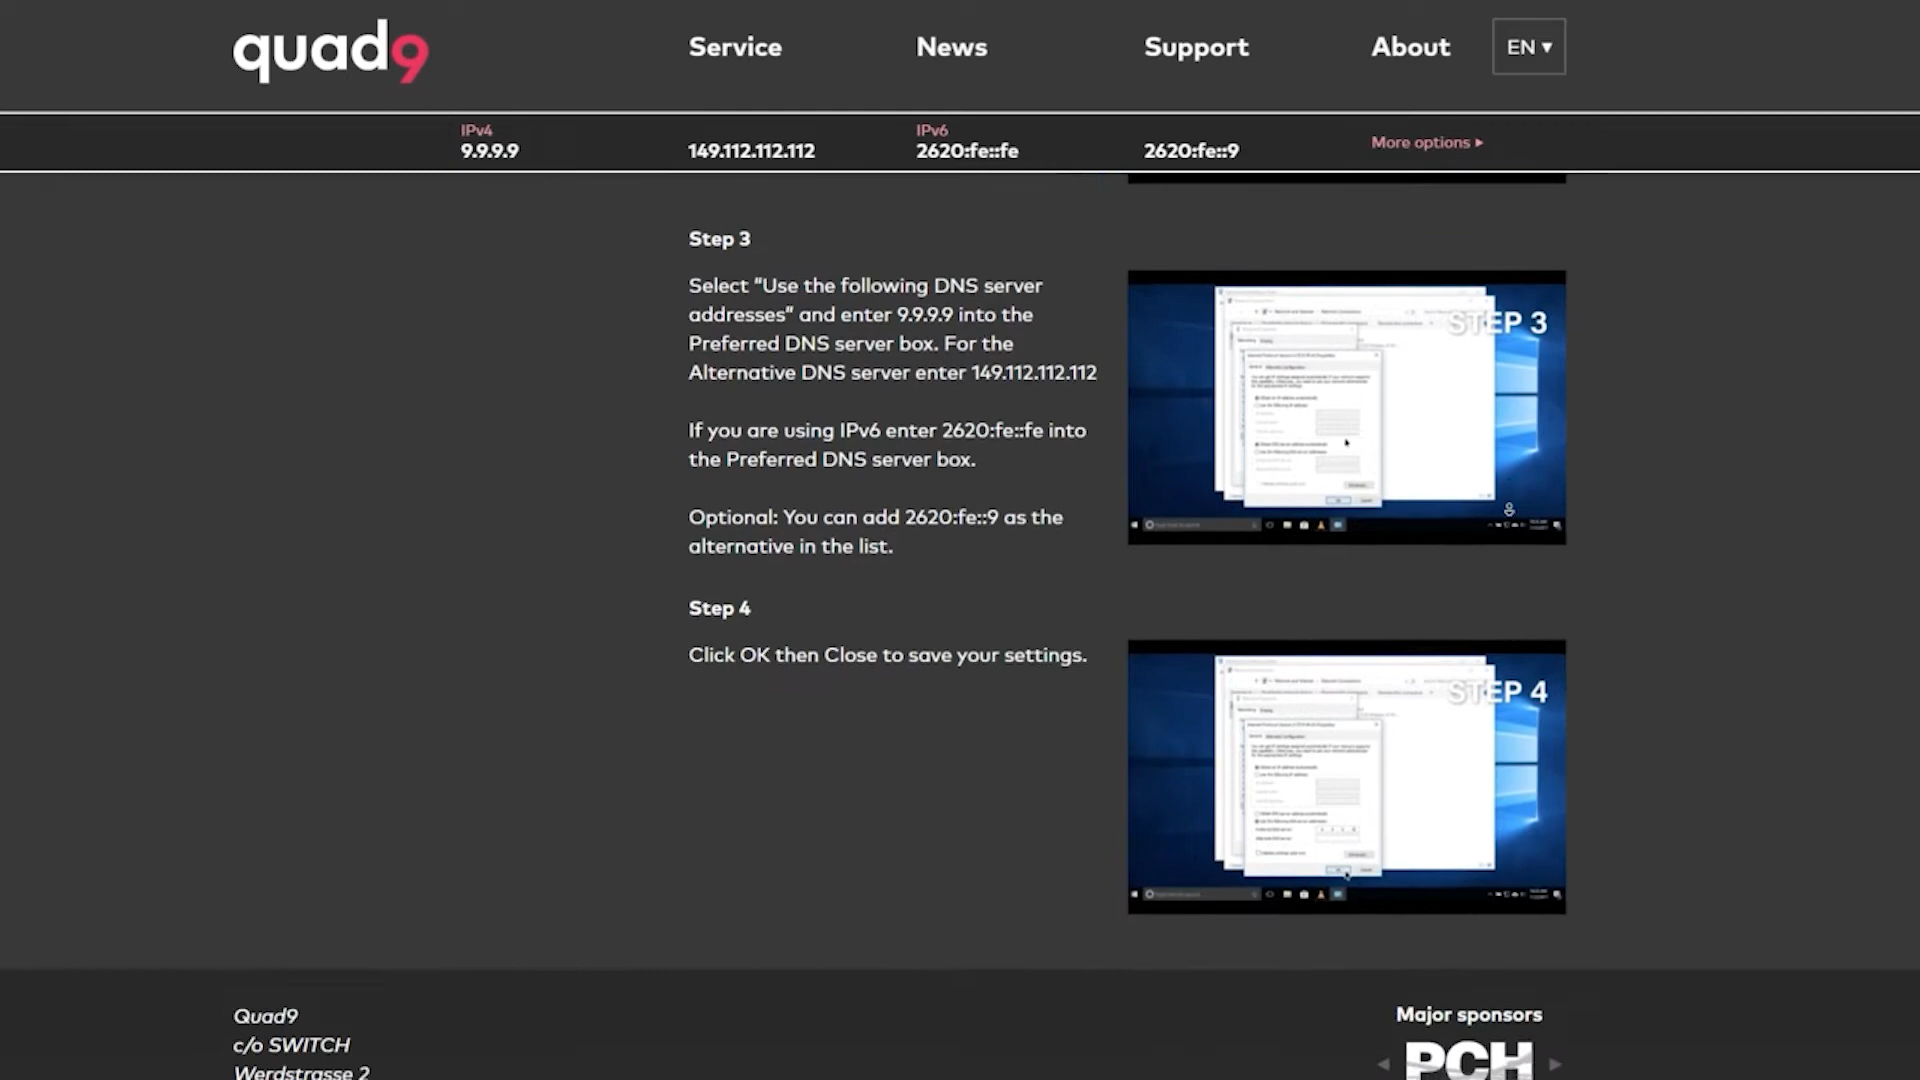 quad9
Service
News
Support
About
EN ▾
IPv4
9.9.9.9
149.112.112.112
IPv6
2620:fe::fe
2620:fe::9
More options ▸
Step 3
Select "Use the following DNS server
addresses" and enter 9.9.9.9 into the
Preferred DNS server box. For the
Alternative DNS server enter 149.112.112.112
If you are using IPv6 enter 2620:fe::fe into
the Preferred DNS server box.
Optional: You can add 2620:fe::9 as the
alternative in the list.
STEP 3
Step 4
Click OK then Close to save your settings.
STEP 4
Quad9
c/o SWITCH
Werdstrasse 2
Major sponsors
PCH